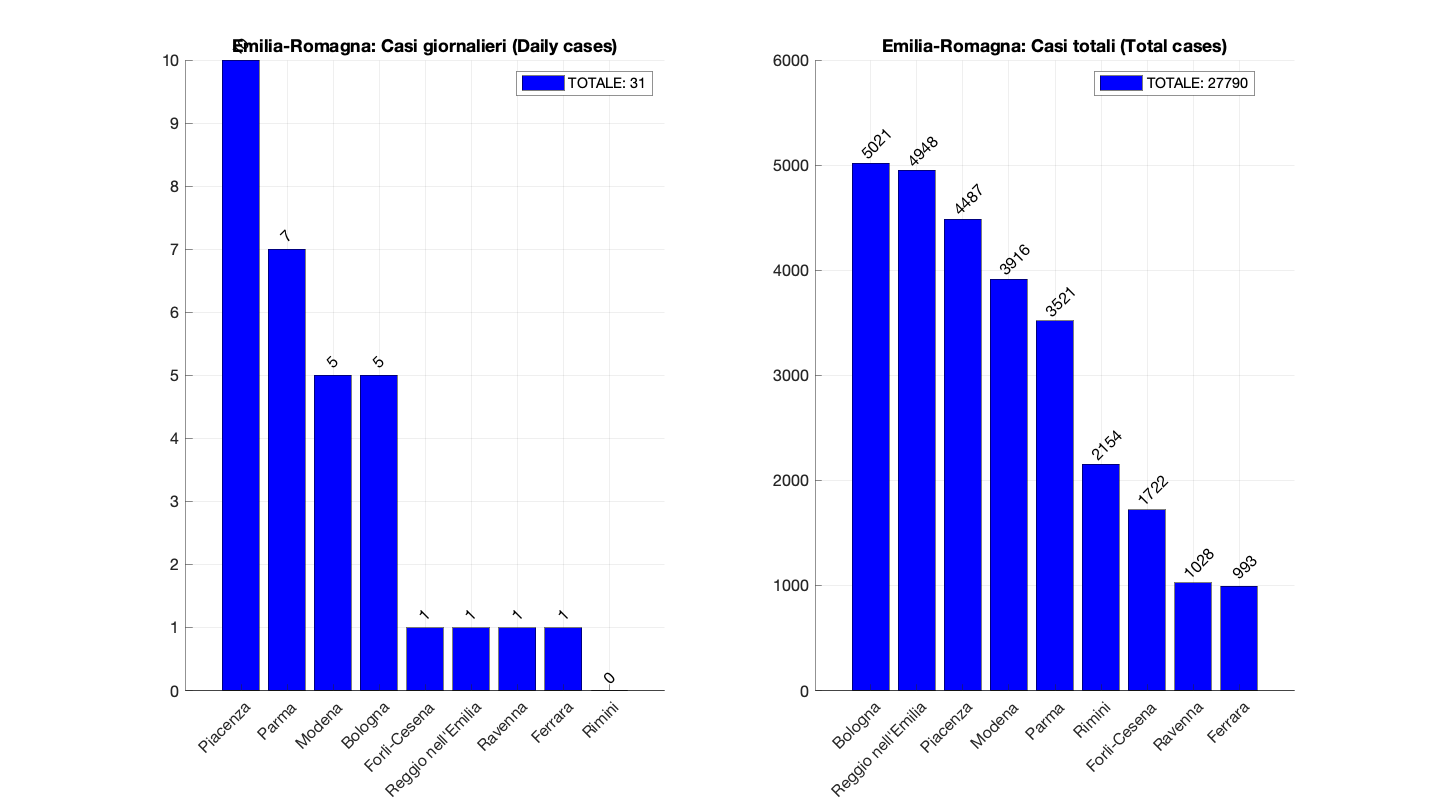 Emilia-Romagna: Casi giornalieri (Daily cases)
TOTALE: 31
10
9
8
7
6
5
4
3
2
1
0
10
7
5
5
1
1
1
1
0
Piacenza
Parma
Modena
Bologna
Forlì-Cesena
Reggio nell'Emilia
Ravenna
Ferrara
Rimini
Emilia-Romagna: Casi totali (Total cases)
TOTALE: 27790
6000
5000
4000
3000
2000
1000
0
5021
4948
4487
3916
3521
2154
1722
1028
993
Bologna
Reggio nell'Emilia
Piacenza
Modena
Parma
Rimini
Forlì-Cesena
Ravenna
Ferrara